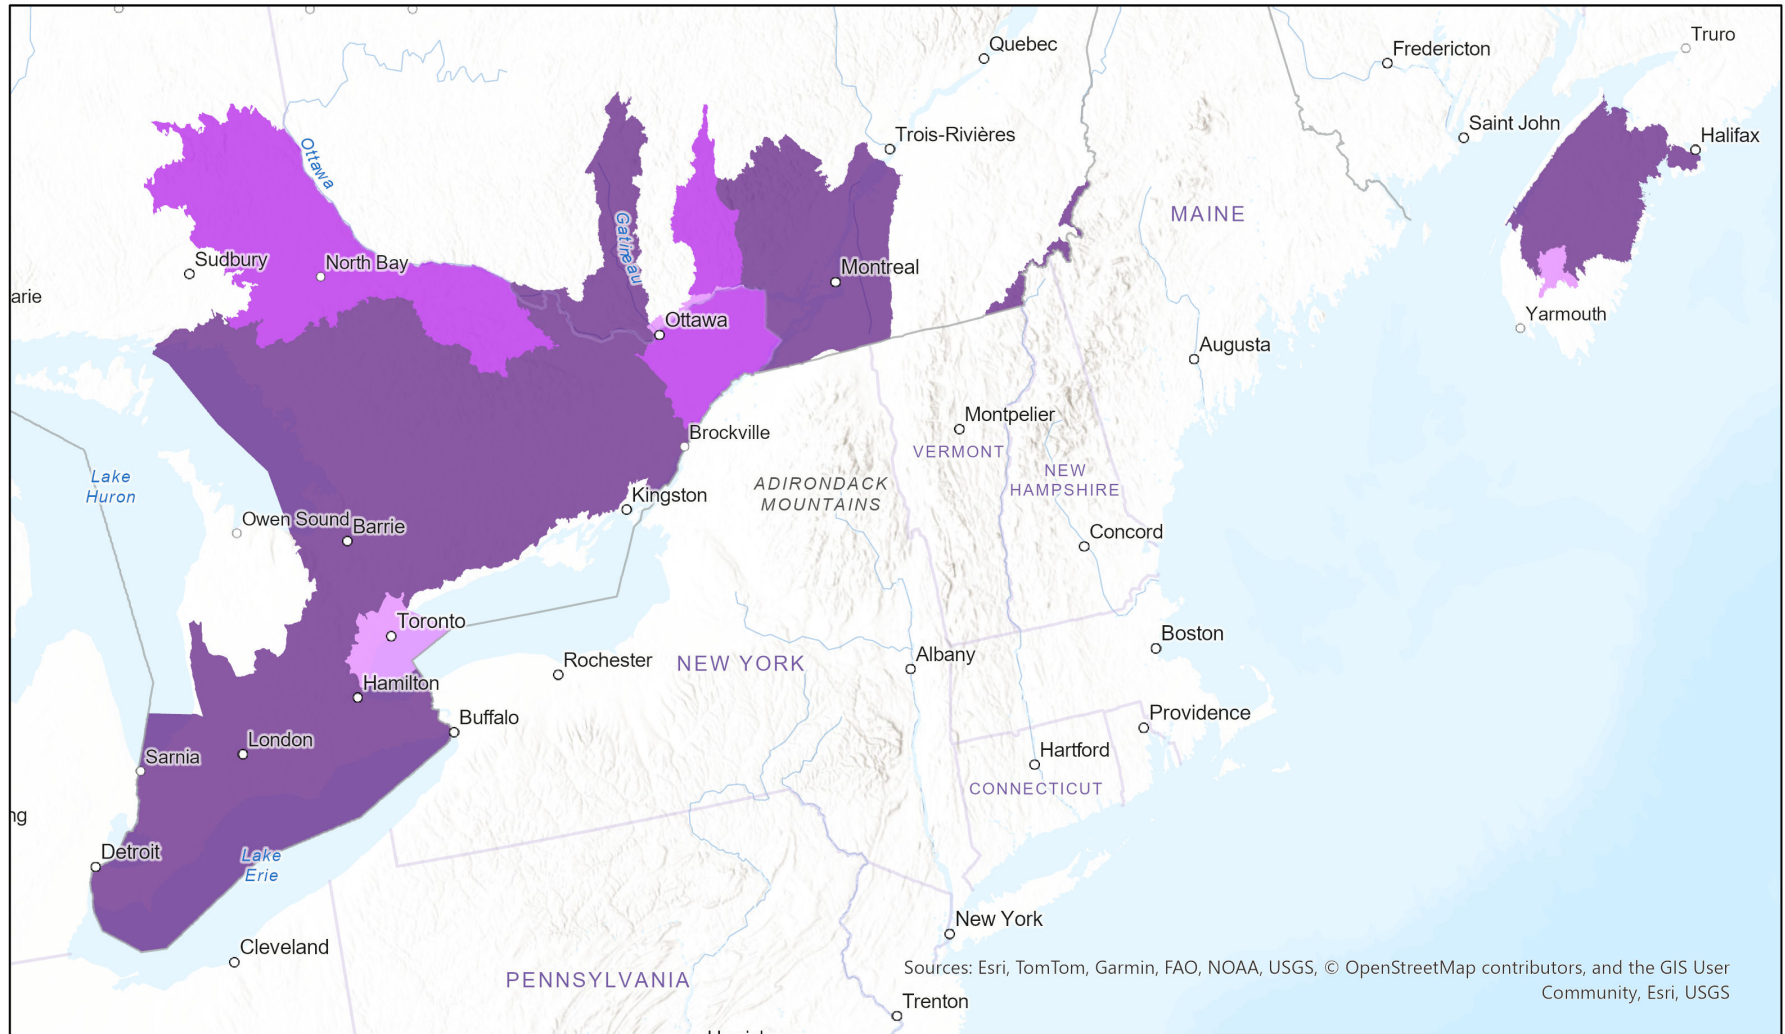 Quebec
Fredericton
Truro
Trois-Rivières
Saint John
Halifax
Ottawa
MAINE
Gatineau
Sudbury
North Bay
Montreal
arie
Ottawa
Yarmouth
Augusta
Montpelier
VERMONT
Brockville
NEW
HAMPSHIRE
Lake
Huron
ADIRONDACK
MOUNTAINS
Kingston
Owen Sound
Barrie
Concord
Toronto
Boston
Rochester
NEW YORK
Albany
Hamilton
Buffalo
Providence
London
Sarnia
Hartford
CONNECTICUT
ng
Detroit
Lake
Erie
New York
Cleveland
PENNSYLVANIA
Sources: Esri, TomTom, Garmin, FAO, NOAA, USGS, © OpenStreetMap contributors, and the GIS User
Community, Esri, USGS
Trenton